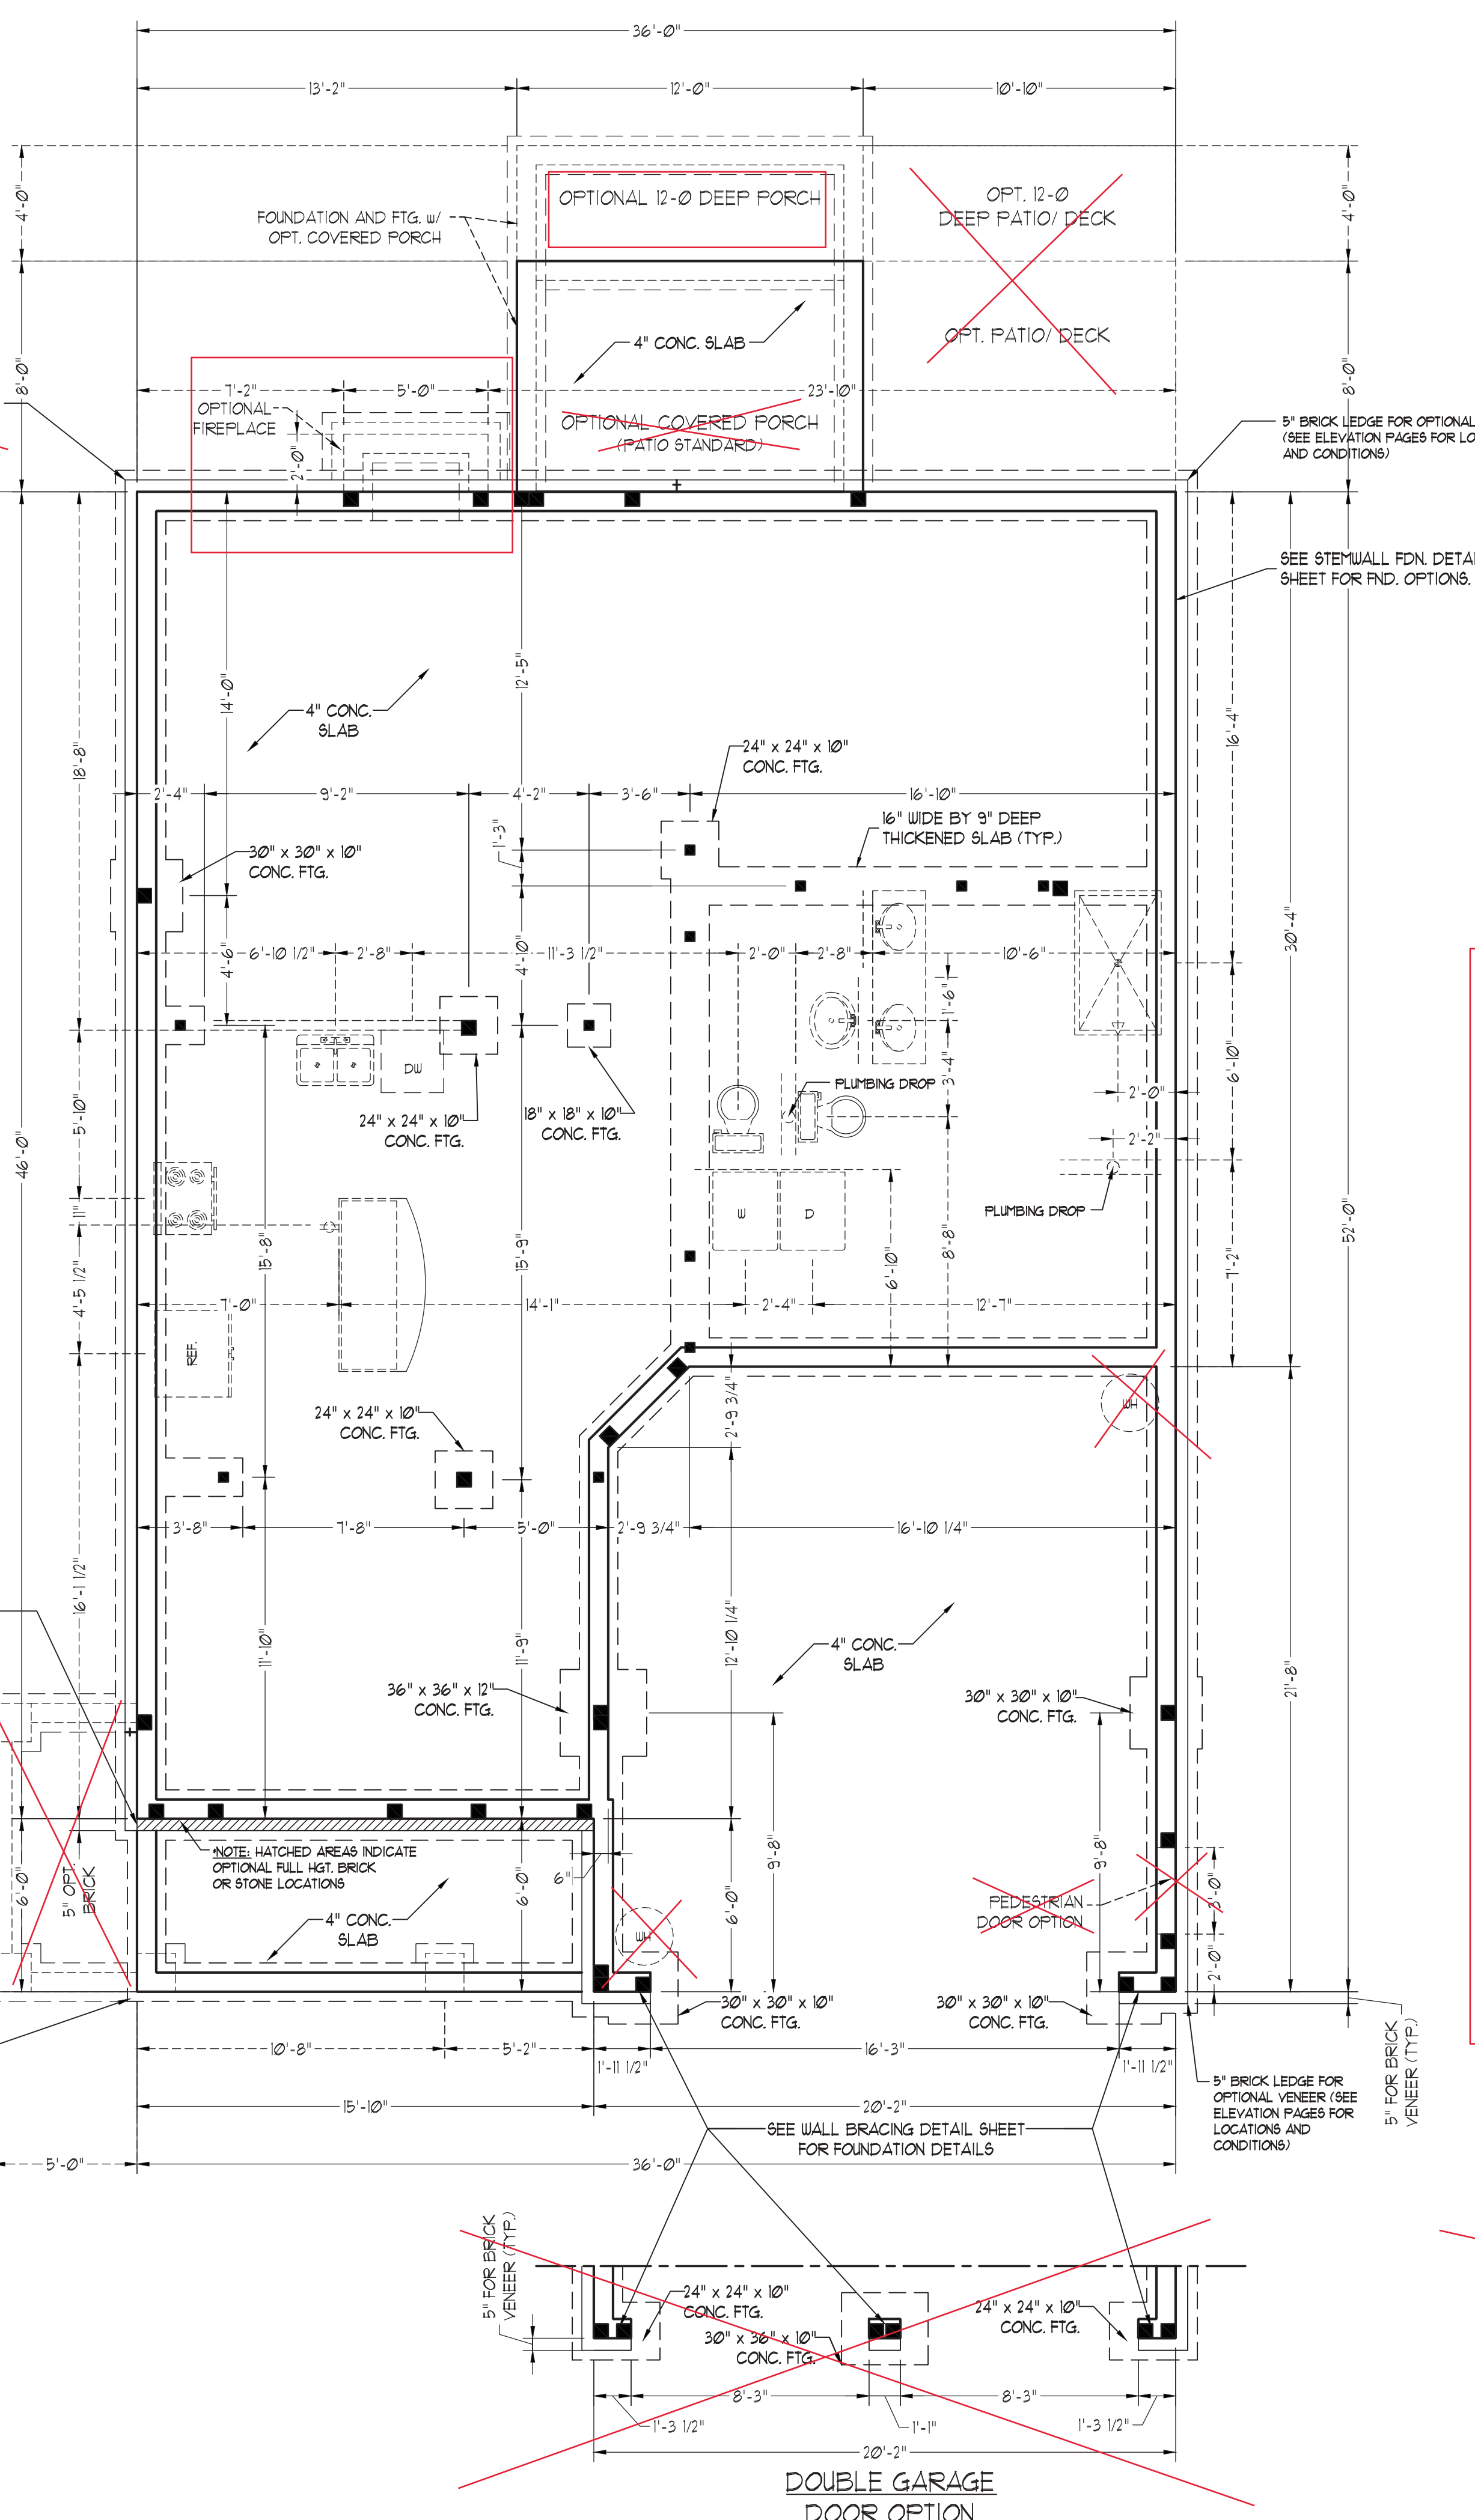 36'-0"
13'-2"
12'-0"
10'-10"
4'-0"
OPTIONAL 12-0 DEEP PORCH
OPT. 12-0
DEEP PATIO/ DECK
4'-0"
FOUNDATION AND FTG. w/
OPT. COVERED PORCH
8'-0"
4" CONC. SLAB
OPT. PATIO/ DECK
8'-0"
7'-2"
5'-0"
23'-10"
OPTIONAL
FIREPLACE
2'-0"
OPTIONAL COVERED PORCH
(PATIO STANDARD)
5" BRICK LEDGE FOR OPTIONAL
(SEE ELEVATION PAGES FOR LO
AND CONDITIONS)
SEE STEMWALL FDN. DETAI
SHEET FOR FND. OPTIONS.
14'-0"
12'-5"
4" CONC.
SLAB
18'-8"
16'-4"
24" x 24" x 10"
CONC. FTG.
2'-4"
9'-2"
4'-2"
3'-6"
16'-10"
1'-3"
16" WIDE BY 9" DEEP
THICKENED SLAB (TYP.)
30" x 30" x 10"
CONC. FTG.
30'-4"
4'-6"
6'-10 1/2"
2'-8"
11'-3 1/2"
4'-10"
2'-0"
2'-8"
10'-6"
1'-6"
6'-10"
DW
3'-4"
PLUMBING DROP
2'-0"
24" x 24" x 10"
CONC. FTG.
18" x 18" x 10"
CONC. FTG.
2'-2"
46'-0"
5'-10"
11"
W
D
PLUMBING DROP
52'-0"
15'-8"
15'-9"
6'-10"
8'-8"
7'-2"
4'-5 1/2"
7'-0"
14'-1"
2'-4"
12'-7"
REF.
2'-9 3/4"
WH
24" x 24" x 10"
CONC. FTG.
3'-8"
7'-8"
5'-0"
2'-9 3/4"
16'-10 1/4"
16'-1 1/2"
11'-10"
11'-9"
12'-10 1/4"
4" CONC.
SLAB
21'-8"
36" x 36" x 12"
CONC. FTG.
30" x 30" x 10"
CONC. FTG.
NOTE: HATCHED AREAS INDICATE
OPTIONAL FULL HGT. BRICK
OR STONE LOCATIONS
6'-0"
5" OPT.
BRICK
6'-0"
6"
6'-0"
9'-8"
9'-8"
PEDESTRIAN
DOOR OPTION
3'-0"
4" CONC.
SLAB
WH
2'-0"
30" x 30" x 10"
CONC. FTG.
30" x 30" x 10"
CONC. FTG.
10'-8"
5'-2"
1'-11 1/2"
16'-3"
1'-11 1/2"
5" FOR BRICK
VENEER (TYP.)
5" BRICK LEDGE FOR
OPTIONAL VENEER (SEE
ELEVATION PAGES FOR
LOCATIONS AND
CONDITIONS)
15'-10"
20'-2"
SEE WALL BRACING DETAIL SHEET
FOR FOUNDATION DETAILS
5'-0"
36'-0"
5" FOR BRICK
VENEER (TYP.)
24" x 24" x 10"
CONC. FTG.
30" x 36" x 10"
CONC. FTG.
24" x 24" x 10"
CONC. FTG.
8'-3"
8'-3"
1'-3 1/2"
1'-1"
1'-3 1/2"
20'-2"
DOUBLE GARAGE
DOOR OPTION